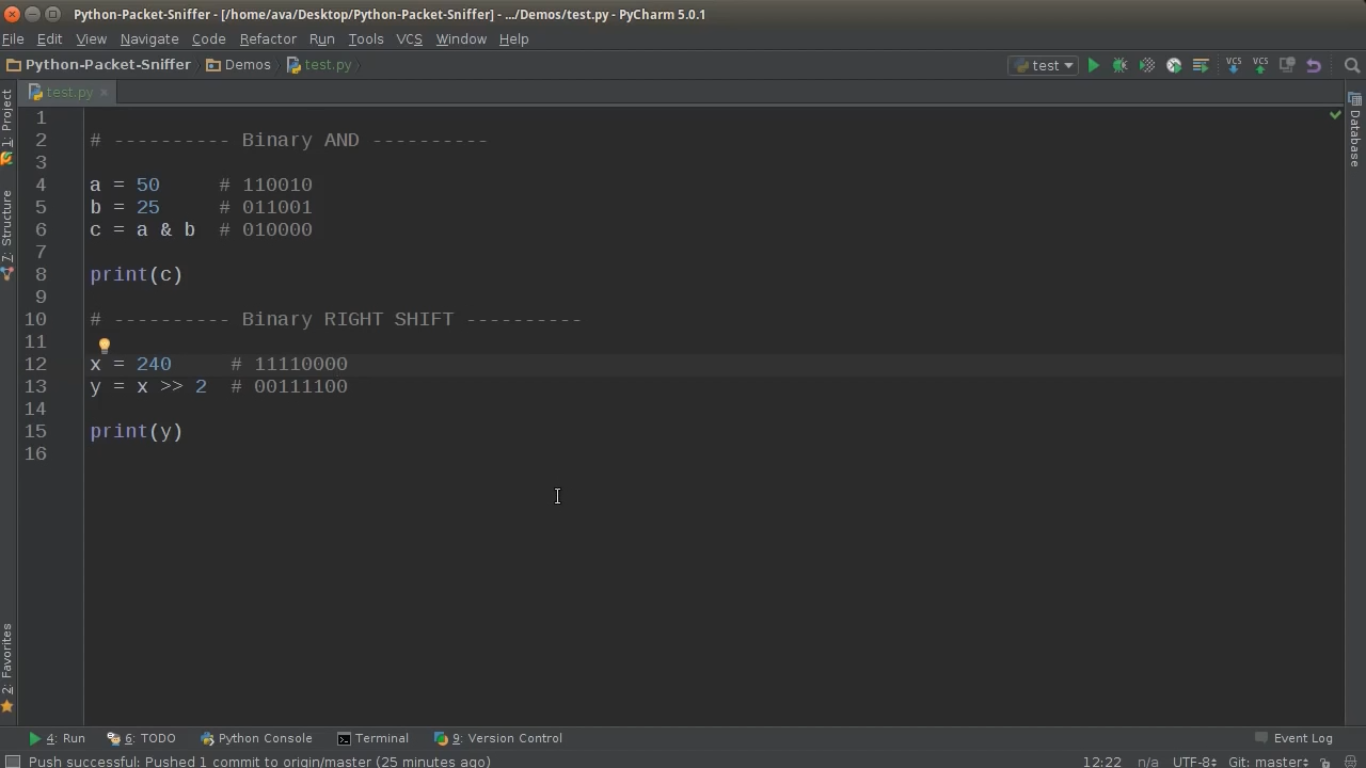 Python-Packet-Sniffer - [/home/ava/Desktop/Python-Packet-Sniffer] - .../Demos/test.py - PyCharm 5.0.1
File Edit View Navigate Code Refactor Run Tools VCS Window Help
Python-Packet-Sniffer Demos test.py test VCS VCS
test.py
1: Project
7: Structure
2: Favorites
Database
1
2 # ---------- Binary AND ----------
3
4 a = 50 # 110010
5 b = 25 # 011001
6 c = a & b # 010000
7
8 print(c)
9
10 # ---------- Binary RIGHT SHIFT ----------
11
12 x = 240 # 11110000
13 y = x >> 2 # 00111100
14
15 print(y)
16
4: Run 6: TODO Python Console Terminal 9: Version Control Event Log
Push successful: Pushed 1 commit to origin/master (25 minutes ago) 12:22 n/a UTF-8 Git: master